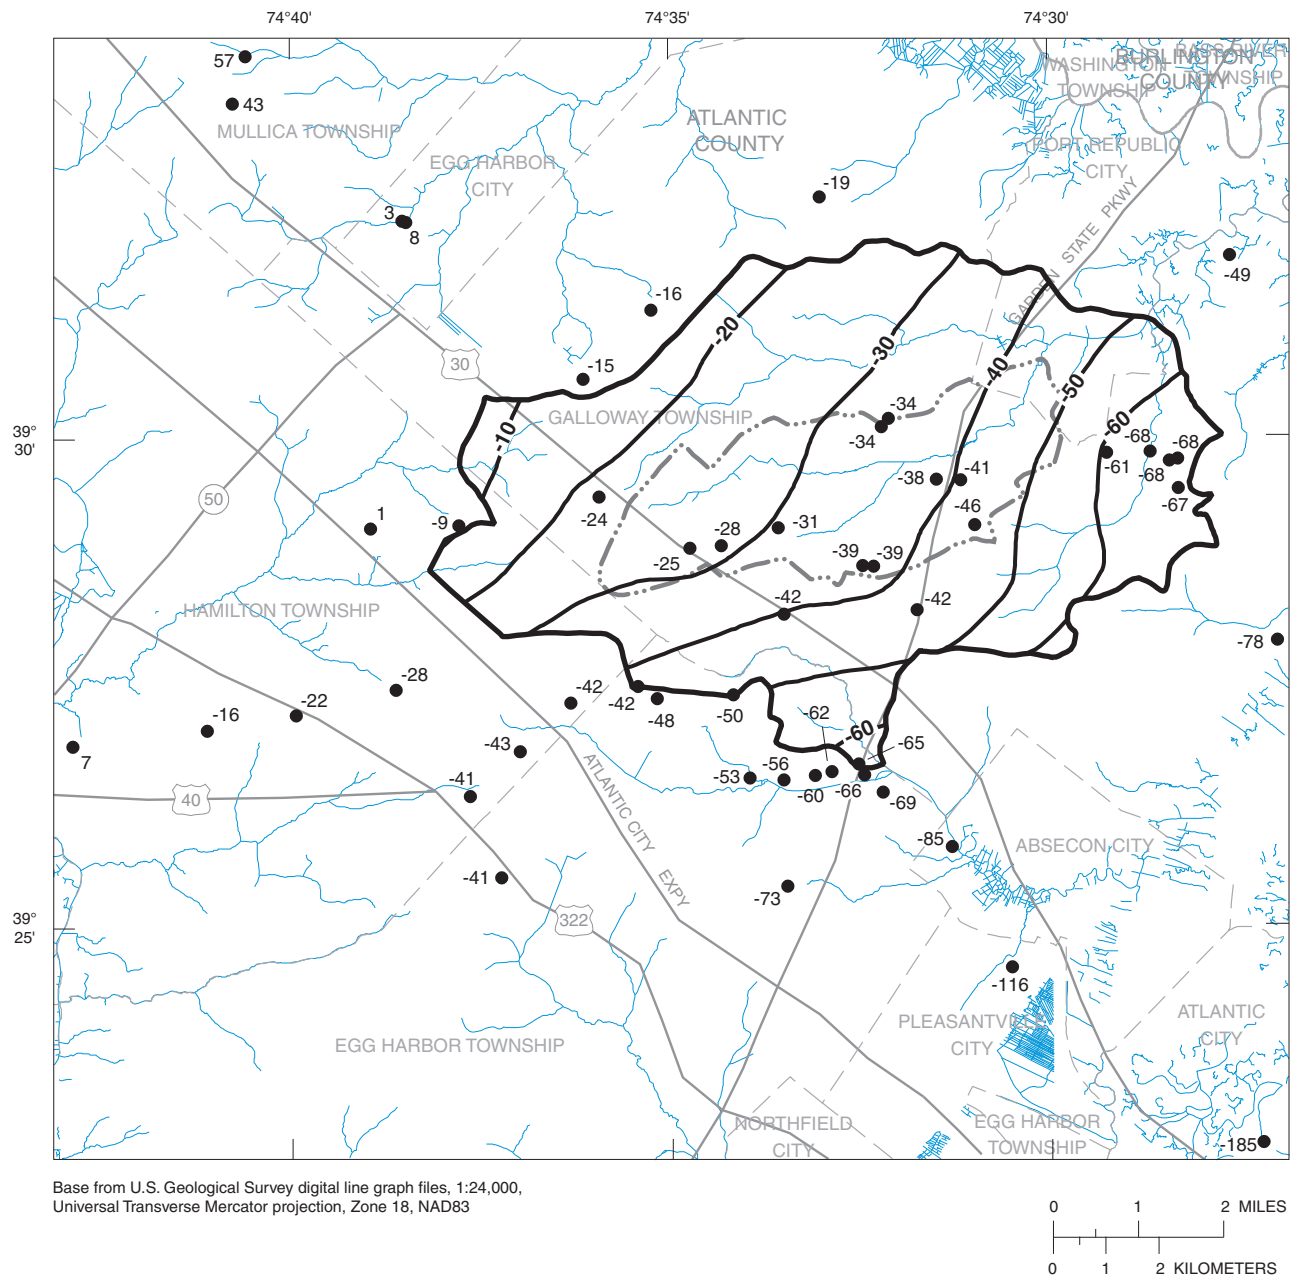 74°40'
74°35'
74°30'
57
43
MULLICA TOWNSHIP
EGG HARBOR
CITY
ATLANTIC
COUNTY
WASHINGTON
TOWNSHIP
BURLINGTON
COUNTY
BASS RIVER
TOWNSHIP
PORT REPUBLIC
CITY
GARDEN STATE PKWY
3
8
-19
-49
-16
-15
30
-20
-30
-40
-50
-60
-10
GALLOWAY TOWNSHIP
39°
30'
50
1
-9
-24
-25
-28
-31
-34
-34
-38
-41
-46
-39
-39
-61
-68
-68
-68
-67
-42
-42
-78
HAMILTON TOWNSHIP
-28
-22
-16
7
-42
-42
-48
-50
-43
-41
40
-41
322
ATLANTIC CITY EXPY
-60
-62
-65
-53
-56
-60
-66
-69
-85
-73
ABSECON CITY
39°
25'
-116
PLEASANTVILLE
CITY
ATLANTIC
CITY
EGG HARBOR TOWNSHIP
NORTHFIELD
CITY
EGG HARBOR
TOWNSHIP
-185
Base from U.S. Geological Survey digital line graph files, 1:24,000,
Universal Transverse Mercator projection, Zone 18, NAD83
0 1 2 MILES
0 1 2 KILOMETERS